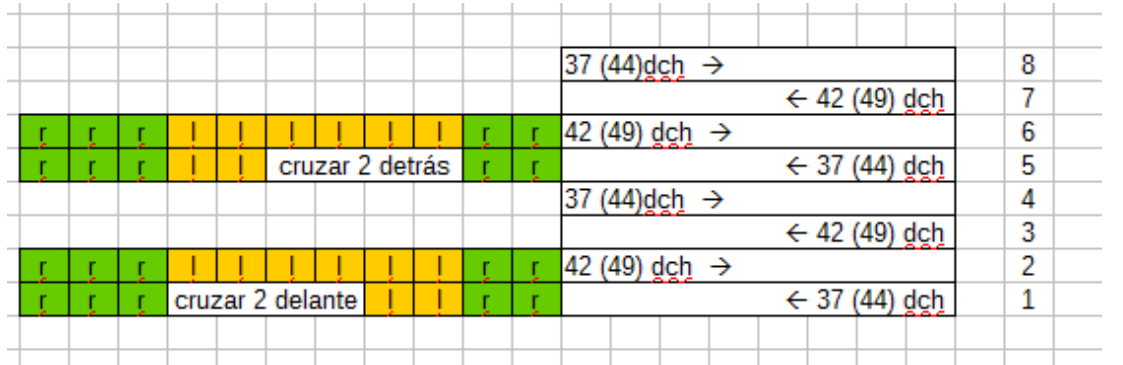 37 (44)dch → 8
← 42 (49) dch 7
r r r l l l l l l r r 42 (49) dch → 6
r r r l l cruzar 2 detrás r r ← 37 (44) dch 5
37 (44)dch → 4
← 42 (49) dch 3
r r r l l l l l l r r 42 (49) dch → 2
r r r cruzar 2 delante l l r r ← 37 (44) dch 1